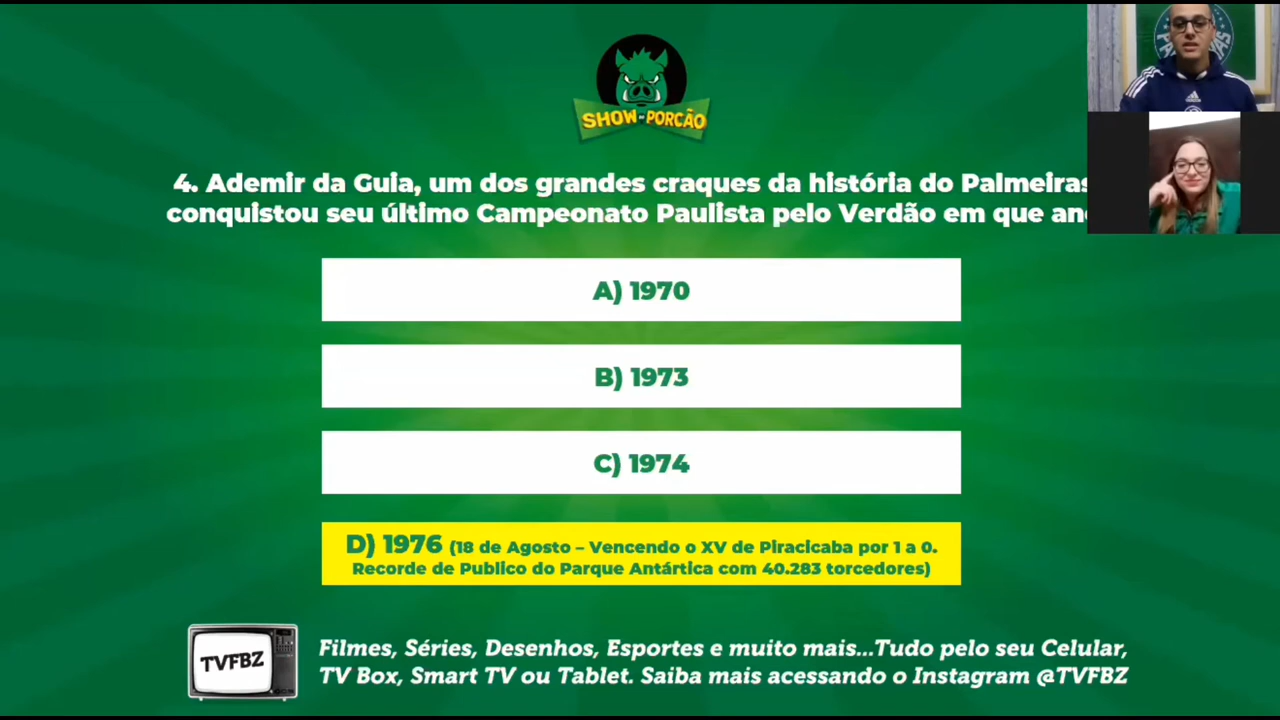 SHOW DO PORCÃO
4. Ademir da Guia, um dos grandes craques da história do Palmeiras
conquistou seu último Campeonato Paulista pelo Verdão em que an
A) 1970
B) 1973
C) 1974
D) 1976 (18 de Agosto – Vencendo o XV de Piracicaba por 1 a 0.
Recorde de Publico do Parque Antártica com 40.283 torcedores)
TVFBZ
Filmes, Séries, Desenhos, Esportes e muito mais...Tudo pelo seu Celular,
TV Box, Smart TV ou Tablet. Saiba mais acessando o Instagram @TVFBZ